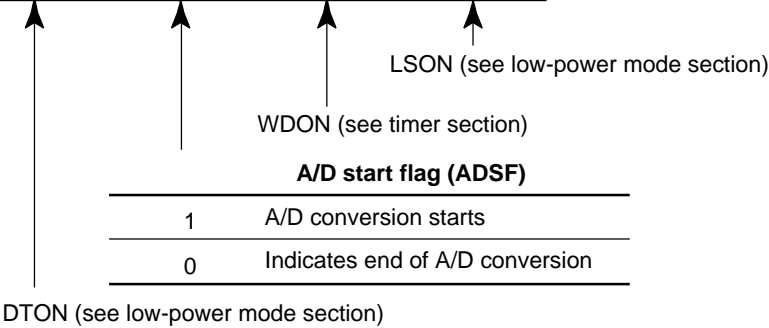 LSON (see low-power mode section)
WDON (see timer section)
A/D start flag (ADSF)
1 A/D conversion starts
0 Indicates end of A/D conversion
DTON (see low-power mode section)